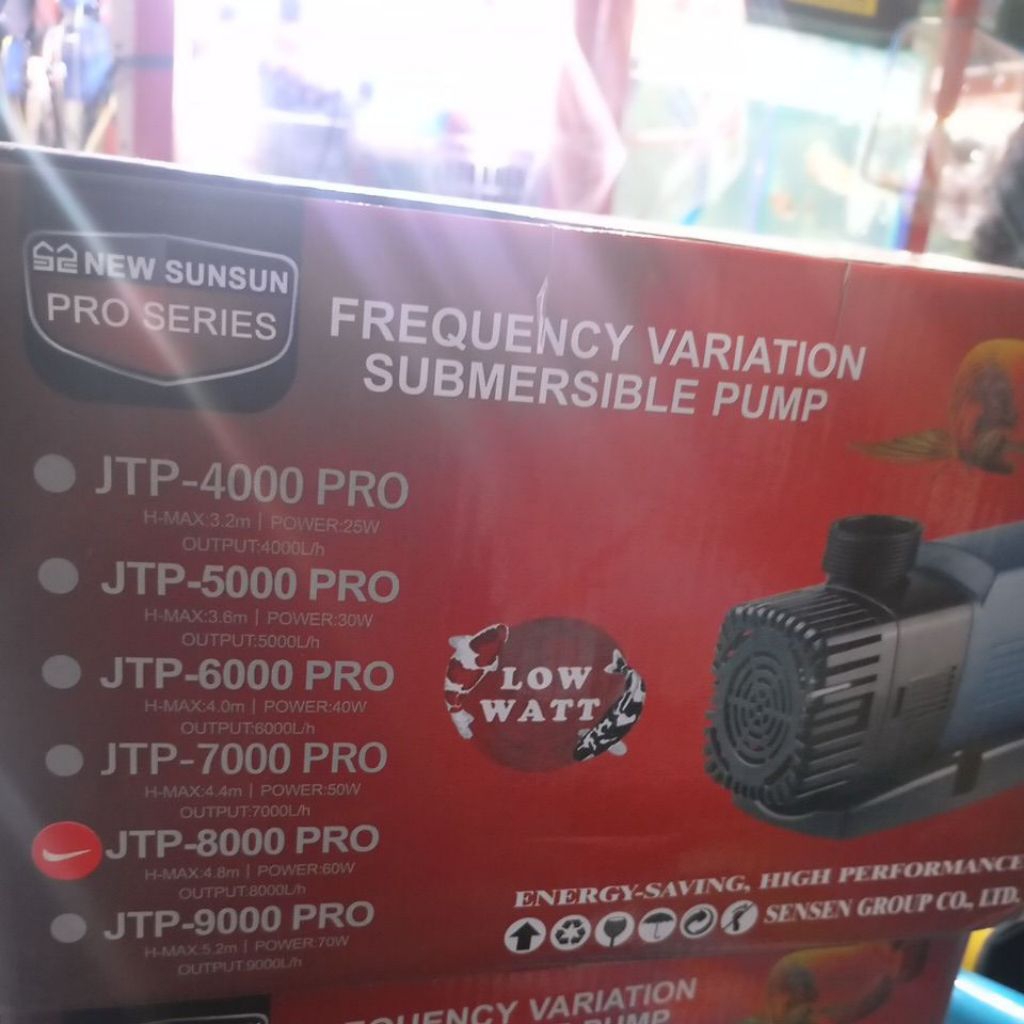 NEW SUNSUN
PRO SERIES
FREQUENCY VARIATION
SUBMERSIBLE PUMP
JTP-4000 PRO
H-MAX:3.2m | POWER:25W
OUTPUT:4000L/h
JTP-5000 PRO
H-MAX:3.6m | POWER:30W
OUTPUT:5000L/h
JTP-6000 PRO
H-MAX:4.0m | POWER:40W
OUTPUT:6000L/h
JTP-7000 PRO
H-MAX:4.4m | POWER:50W
OUTPUT:7000L/h
JTP-8000 PRO
H-MAX:4.8m | POWER:60W
OUTPUT:8000L/h
JTP-9000 PRO
H-MAX:5.2m | POWER:70W
OUTPUT:9000L/h
LOW
WATT
ENERGY-SAVING, HIGH PERFORMANCE
SENSEN GROUP CO., LTD.
FREQUENCY VARIATION
PUMP